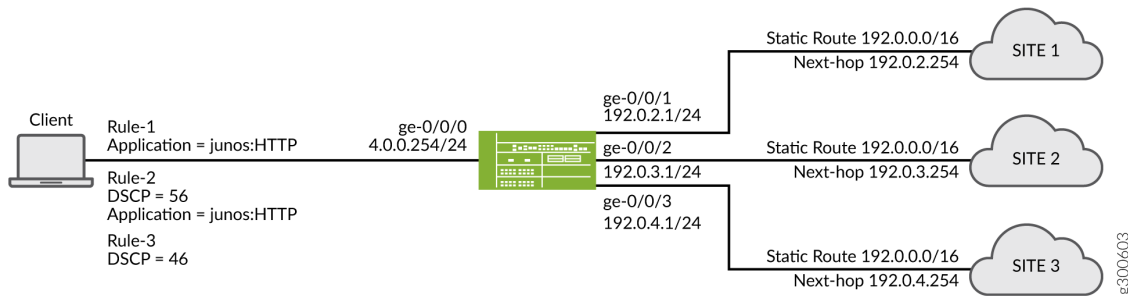 Client
Rule-1
Application = junos:HTTP
Rule-2
DSCP = 56
Application = junos:HTTP
Rule-3
DSCP = 46
ge-0/0/0
4.0.0.254/24
ge-0/0/1
192.0.2.1/24
ge-0/0/2
192.0.3.1/24
ge-0/0/3
192.0.4.1/24
Static Route 192.0.0.0/16
Next-hop 192.0.2.254
SITE 1
Static Route 192.0.0.0/16
Next-hop 192.0.3.254
SITE 2
Static Route 192.0.0.0/16
Next-hop 192.0.4.254
SITE 3
g300603